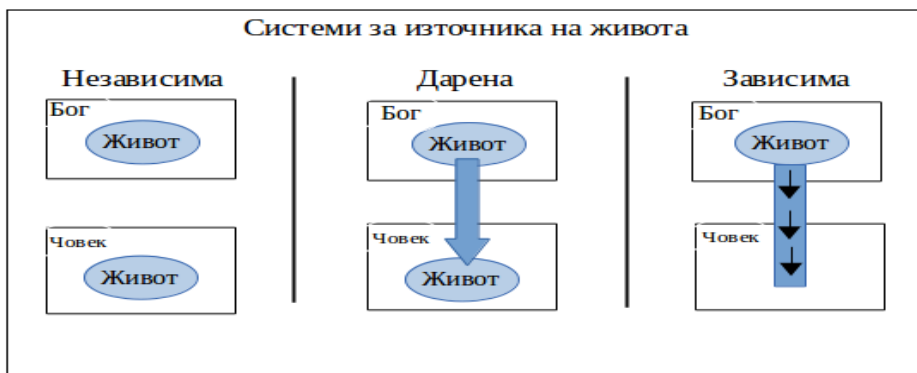 Системи за източника на живота
Независима
Дарена
Зависима
Бог
Живот
Човек
Живот
Бог
Живот
Човек
Живот
Бог
Живот
Човек